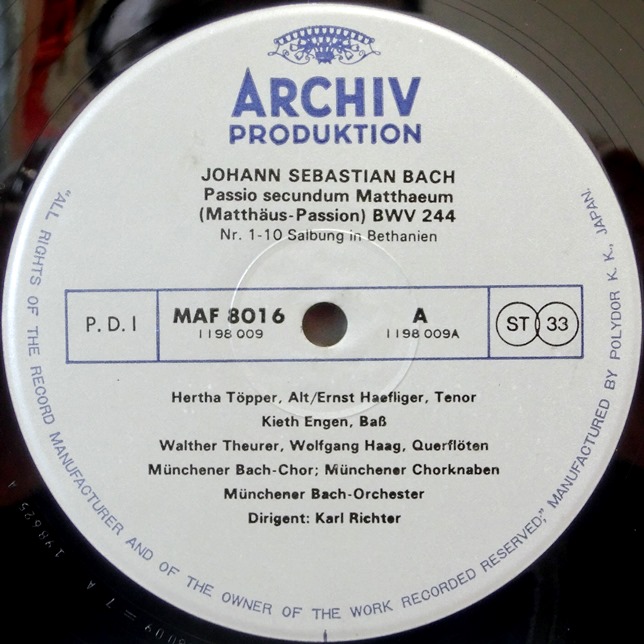 ARCHIV
PRODUKTION
JOHANN SEBASTIAN BACH
Passio secundum Matthaeum
(Matthäus-Passion) BWV 244
Nr. 1-10 Salbung in Bethanien
P.D.I
MAF 8016
1198 009
A
1198 009A
ST 33
Hertha Töpper, Alt/Ernst Haefliger, Tenor
Kieth Engen, Baß
Walther Theurer, Wolfgang Haag, Querflöten
Münchener Bach-Chor; Münchener Chorknaben
Münchener Bach-Orchester
Dirigent: Karl Richter
"ALL RIGHTS OF THE RECORD MANUFACTURER AND OF THE OWNER OF THE WORK RECORDED RESERVED;" MANUFACTURED BY POLYDOR K. K., JAPAN.